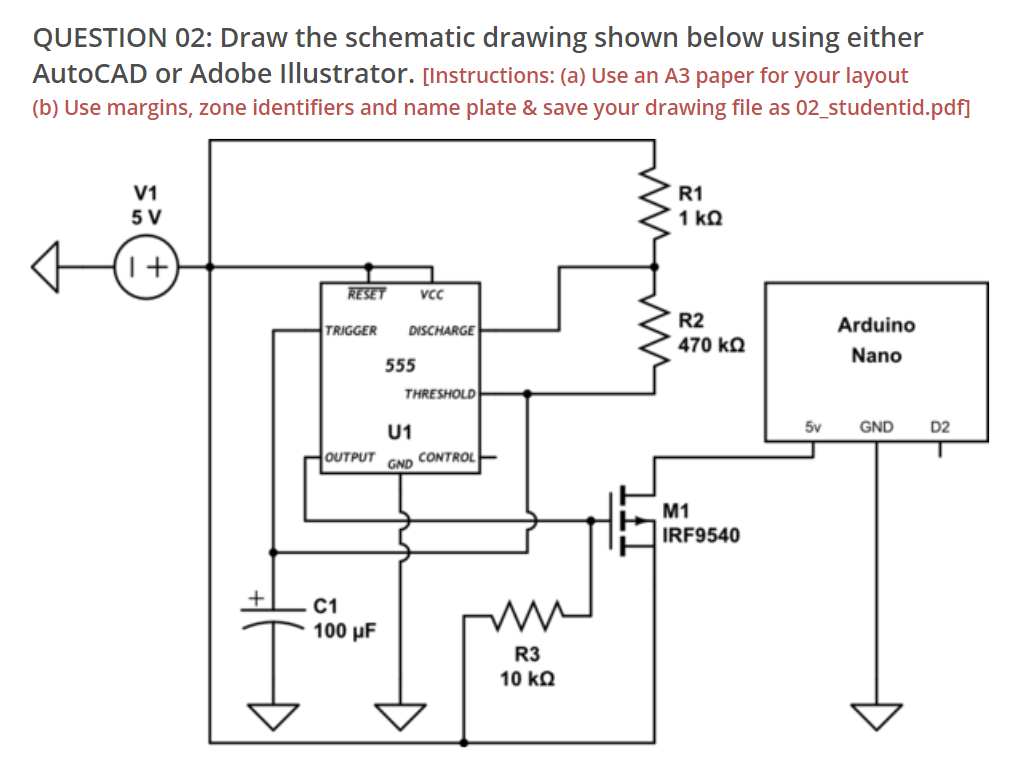 QUESTION 02: Draw the schematic drawing shown below using either
AutoCAD or Adobe Illustrator. [Instructions: (a) Use an A3 paper for your layout
(b) Use margins, zone identifiers and name plate & save your drawing file as 02_studentid.pdf]
V1
5 V
R1
1 kΩ
RESET VCC
TRIGGER DISCHARGE
555
THRESHOLD
U1
OUTPUT GND CONTROL
R2
470 kΩ
Arduino
Nano
5v GND D2
M1
IRF9540
+ C1
100 µF
R3
10 kΩ